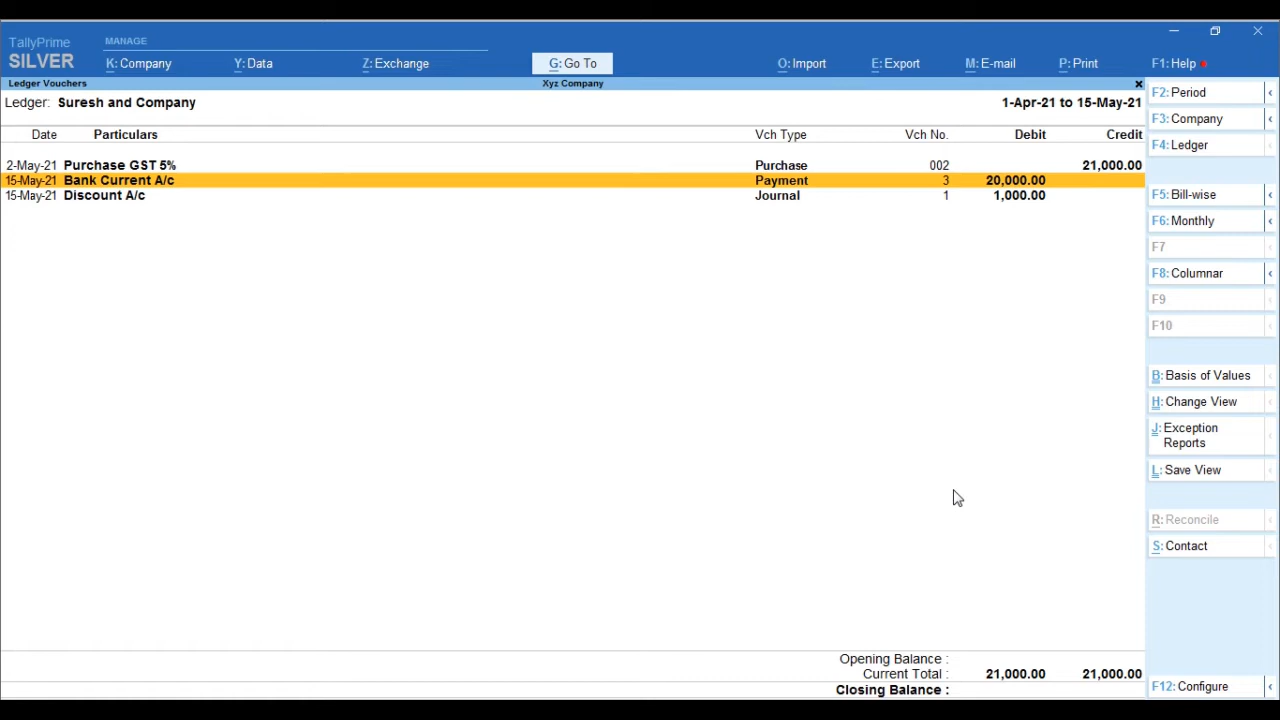 TallyPrime
SILVER
MANAGE
K: Company
Y: Data
Z: Exchange
G: Go To
O: Import
E: Export
M: E-mail
P: Print
F1: Help
Ledger Vouchers
Xyz Company
Ledger: Suresh and Company
1-Apr-21 to 15-May-21
Date Particulars Vch Type Vch No. Debit Credit
2-May-21 Purchase GST 5% Purchase 002 21,000.00
15-May-21 Bank Current A/c Payment 3 20,000.00
15-May-21 Discount A/c Journal 1 1,000.00
Opening Balance :
Current Total : 21,000.00 21,000.00
Closing Balance :
F2: Period
F3: Company
F4: Ledger
F5: Bill-wise
F6: Monthly
F7
F8: Columnar
F9
F10
B: Basis of Values
H: Change View
J: Exception
Reports
L: Save View
R: Reconcile
S: Contact
F12: Configure